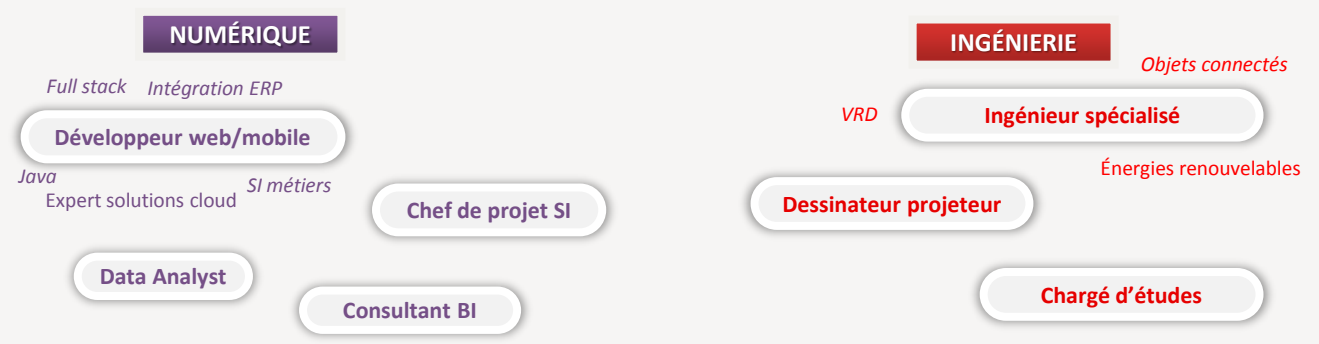 NUMÉRIQUE
Full stack
Intégration ERP
Développeur web/mobile
Java
Expert solutions cloud
SI métiers
Chef de projet SI
Data Analyst
Consultant BI
INGÉNIERIE
Objets connectés
VRD
Ingénieur spécialisé
Énergies renouvelables
Dessinateur projeteur
Chargé d’études